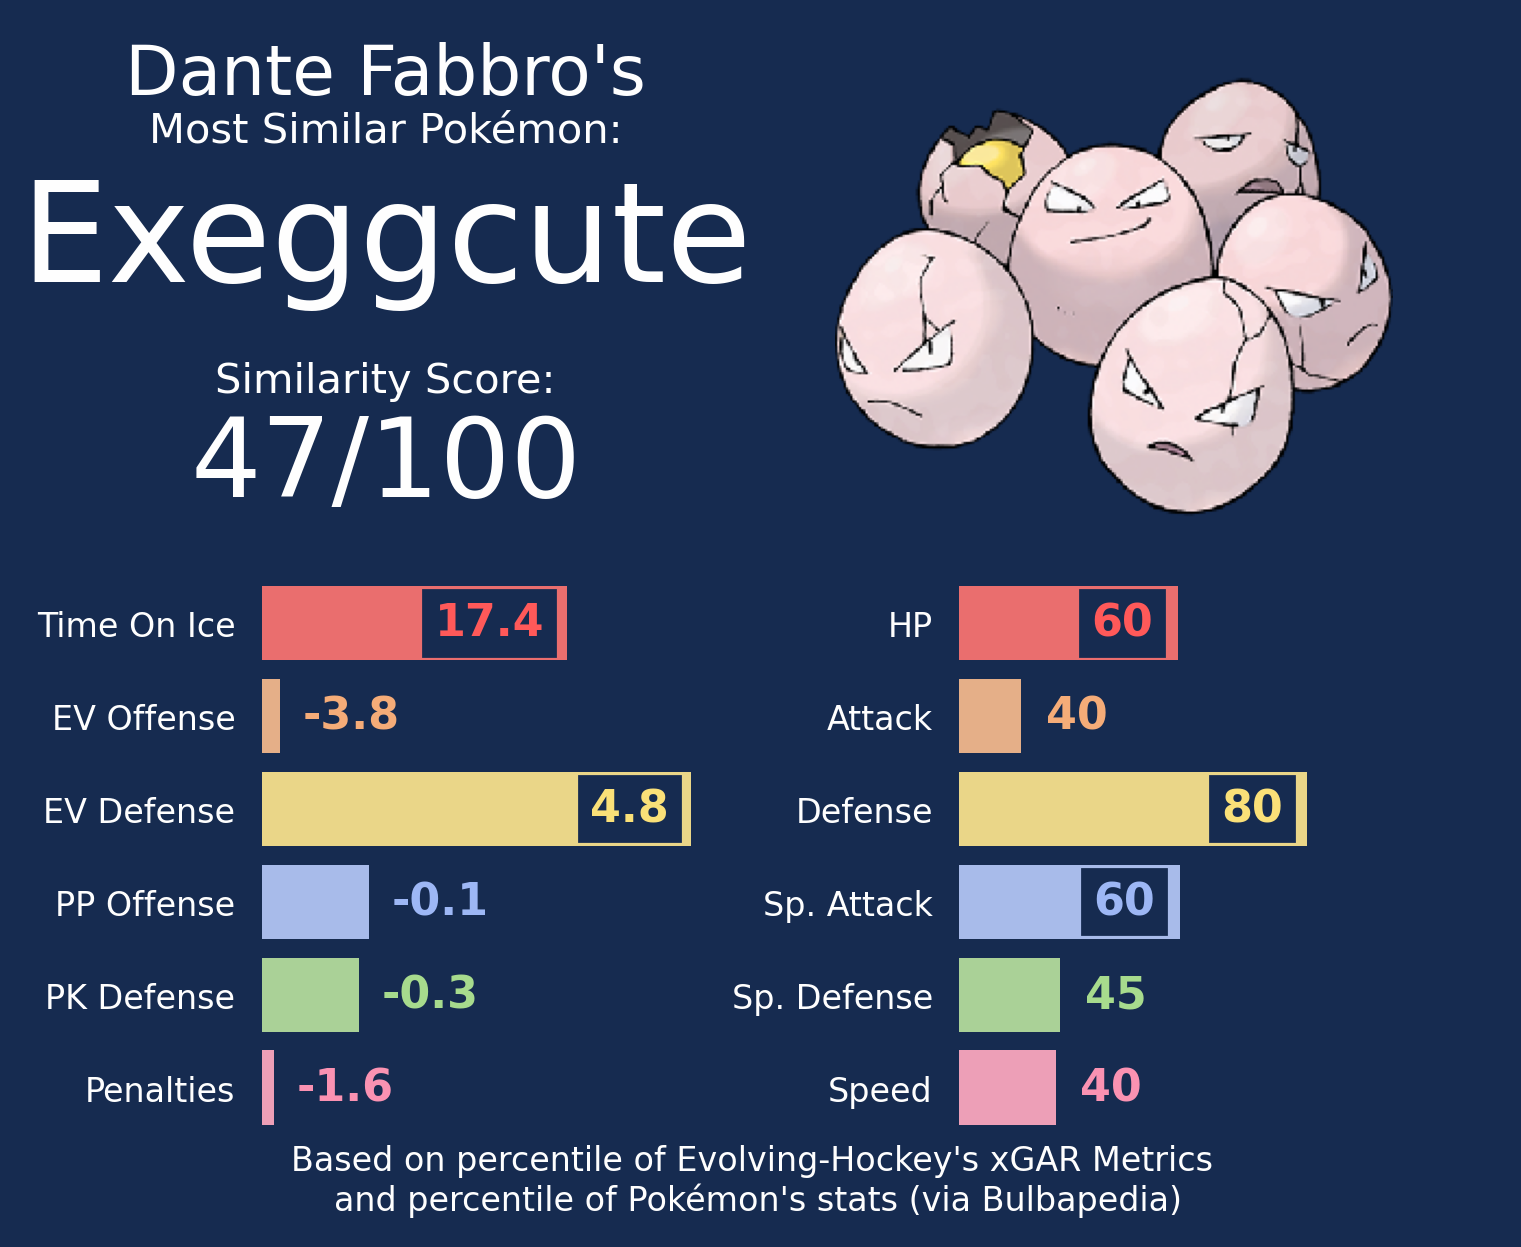 Dante Fabbro's
Most Similar Pokémon:
Exeggcute
Similarity Score:
47/100
Time On Ice 17.4
EV Offense -3.8
EV Defense 4.8
PP Offense -0.1
PK Defense -0.3
Penalties -1.6
HP 60
Attack 40
Defense 80
Sp. Attack 60
Sp. Defense 45
Speed 40
Based on percentile of Evolving-Hockey's xGAR Metrics
and percentile of Pokémon's stats (via Bulbapedia)